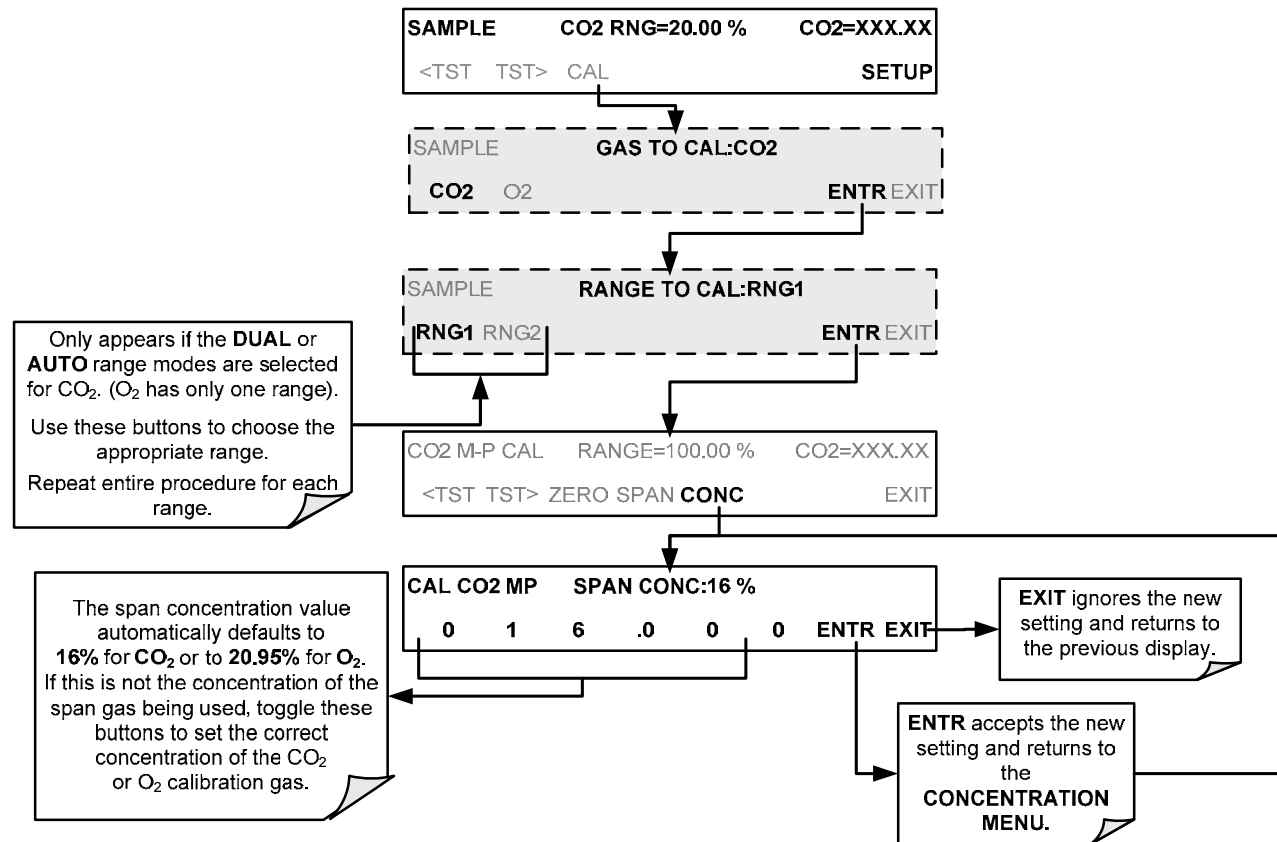 SAMPLE CO2 RNG=20.00 % CO2=XXX.XX
<TST TST> CAL SETUP
SAMPLE GAS TO CAL:CO2
CO2 O2 ENTR EXIT
SAMPLE RANGE TO CAL:RNG1
RNG1 RNG2 ENTR EXIT
Only appears if the DUAL or
AUTO range modes are selected
for CO₂. (O₂ has only one range).
Use these buttons to choose the
appropriate range.
Repeat entire procedure for each
range.
CO2 M-P CAL RANGE=100.00 % CO2=XXX.XX
<TST TST> ZERO SPAN CONC EXIT
CAL CO2 MP SPAN CONC:16 %
0 1 6 .0 0 0 ENTR EXIT
The span concentration value
automatically defaults to
16% for CO₂ or to 20.95% for O₂.
If this is not the concentration of the
span gas being used, toggle these
buttons to set the correct
concentration of the CO₂
or O₂ calibration gas.
EXIT ignores the new
setting and returns to
the previous display.
ENTR accepts the new
setting and returns to
the
CONCENTRATION
MENU.